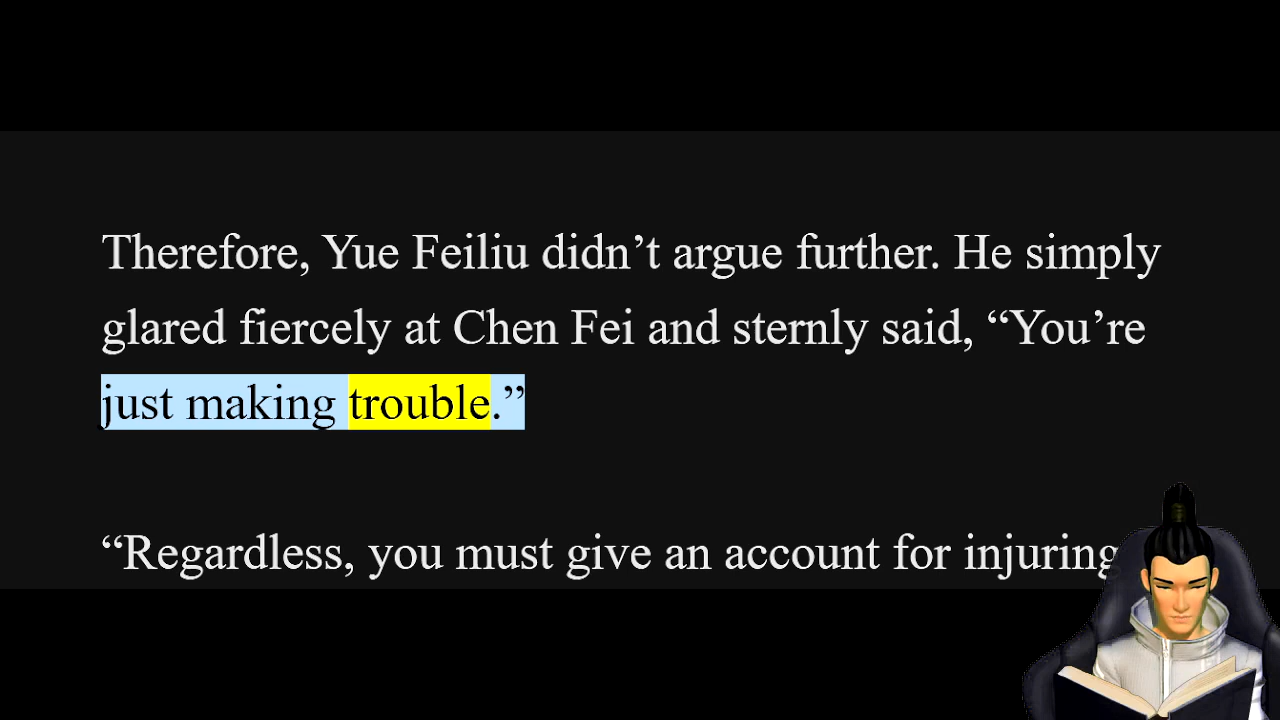 Therefore, Yue Feiliu didn’t argue further. He simply
glared fiercely at Chen Fei and sternly said, “You’re
just making trouble.”
“Regardless, you must give an account for injuring